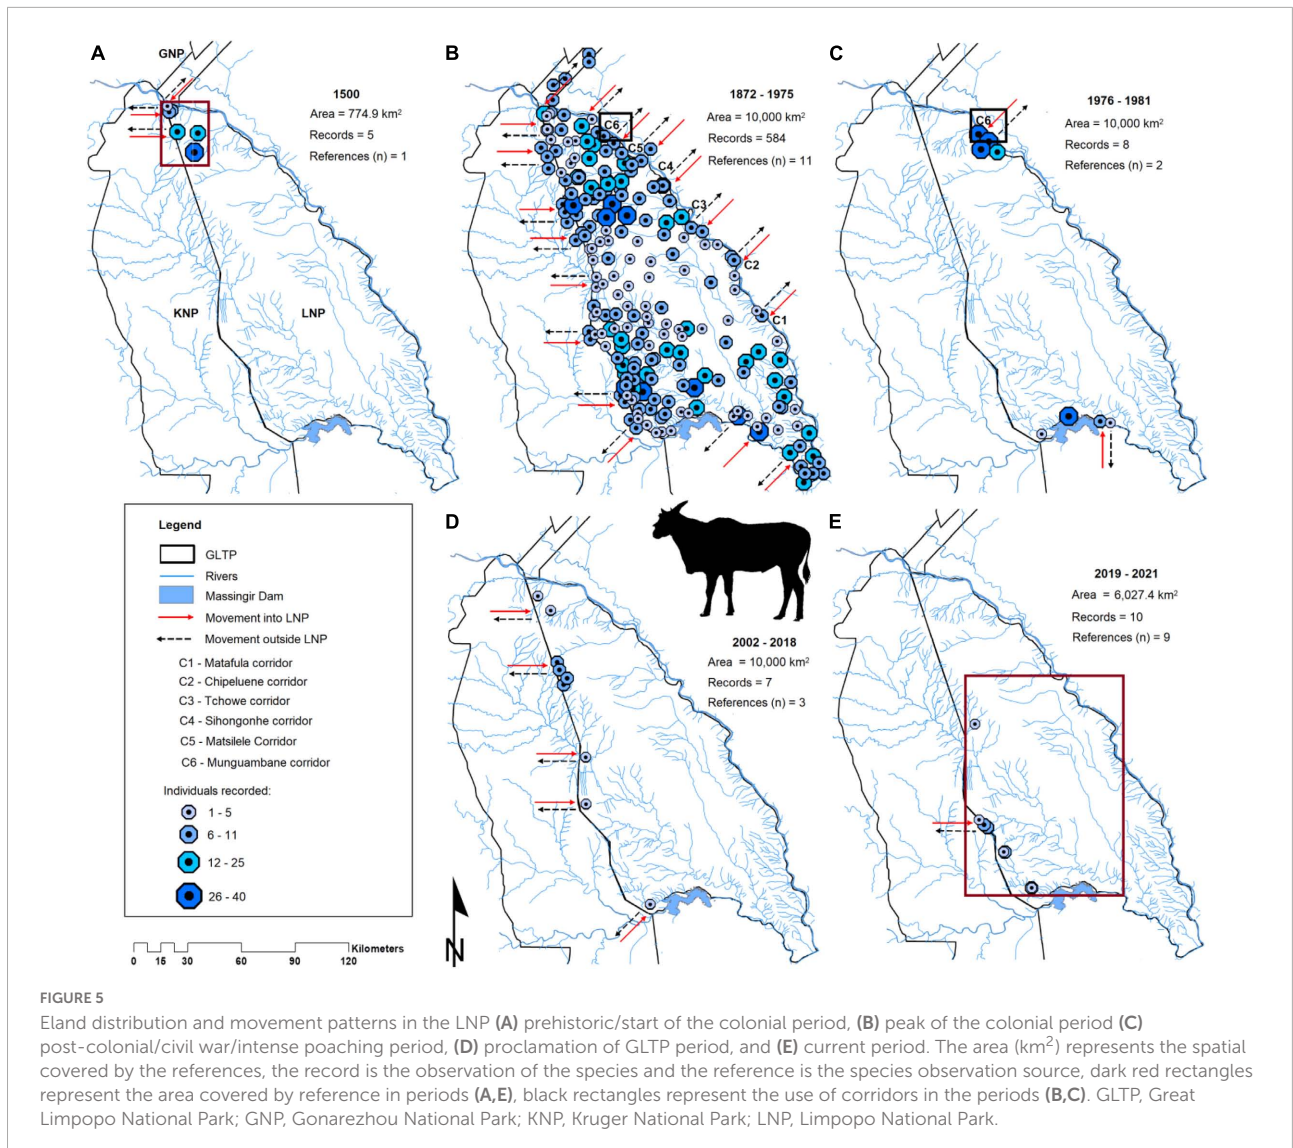 A
GNP
1500
Area = 774.9 km²
Records = 5
References (n) = 1
KNP
LNP
B
1872 - 1975
Area = 10,000 km²
Records = 584
References (n) = 11
C6
C5
C4
C3
C2
C1
C
1976 - 1981
Area = 10,000 km²
Records = 8
References (n) = 2
C6
Legend
GLTP
Rivers
Massingir Dam
Movement into LNP
Movement outside LNP
C1 - Matafula corridor
C2 - Chipeluene corridor
C3 - Tchowe corridor
C4 - Sihongonhe corridor
C5 - Matsilele Corridor
C6 - Munguambane corridor
Individuals recorded:
1 - 5
6 - 11
12 - 25
26 - 40
Kilometers
0 15 30 60 90 120
D
2002 - 2018
Area = 10,000 km²
Records = 7
References (n) = 3
N
E
2019 - 2021
Area = 6,027.4 km²
Records = 10
References (n) = 9
FIGURE 5
Eland distribution and movement patterns in the LNP (A) prehistoric/start of the colonial period, (B) peak of the colonial period (C)
post-colonial/civil war/intense poaching period, (D) proclamation of GLTP period, and (E) current period. The area (km²) represents the spatial
covered by the references, the record is the observation of the species and the reference is the species observation source, dark red rectangles
represent the area covered by reference in periods (A,E), black rectangles represent the use of corridors in the periods (B,C). GLTP, Great
Limpopo National Park; GNP, Gonarezhou National Park; KNP, Kruger National Park; LNP, Limpopo National Park.